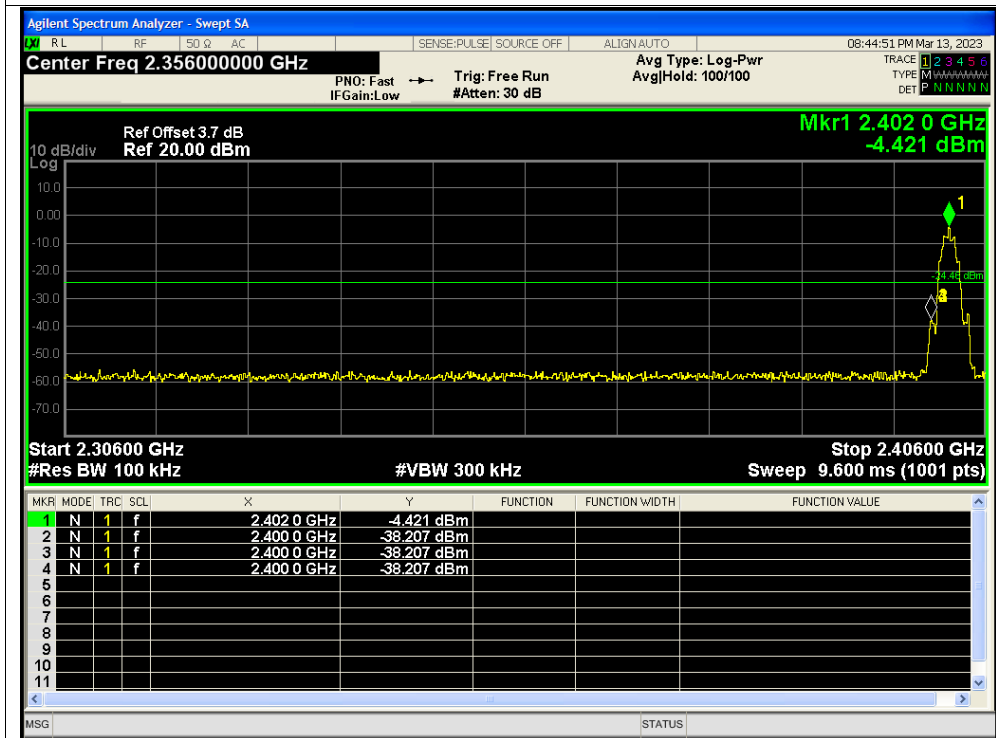 Agilent Spectrum Analyzer - Swept SA
LXI RL RF 50 Ω AC SENSE:PULSE SOURCE OFF ALIGN AUTO 08:44:51 PM Mar 13, 2023
Center Freq 2.356000000 GHz
PNO: Fast
IFGain:Low
Trig: Free Run
#Atten: 30 dB
Avg Type: Log-Pwr
Avg|Hold: 100/100
TRACE 1 2 3 4 5 6
TYPE M WWWWW
DET P N N N N N
Mkr1 2.402 0 GHz
-4.421 dBm
Ref Offset 3.7 dB
10 dB/div Ref 20.00 dBm
Log
10.0
0.00
-10.0
-20.0
-30.0
-40.0
-50.0
-60.0
-70.0
1
-24.46 dBm
Start 2.30600 GHz Stop 2.40600 GHz
#Res BW 100 kHz #VBW 300 kHz Sweep 9.600 ms (1001 pts)
MKR MODE TRC SCL X Y FUNCTION FUNCTION WIDTH FUNCTION VALUE
1 N 1 f 2.402 0 GHz -4.421 dBm
2 N 1 f 2.400 0 GHz -38.207 dBm
3 N 1 f 2.400 0 GHz -38.207 dBm
4 N 1 f 2.400 0 GHz -38.207 dBm
5
6
7
8
9
10
11
MSG STATUS